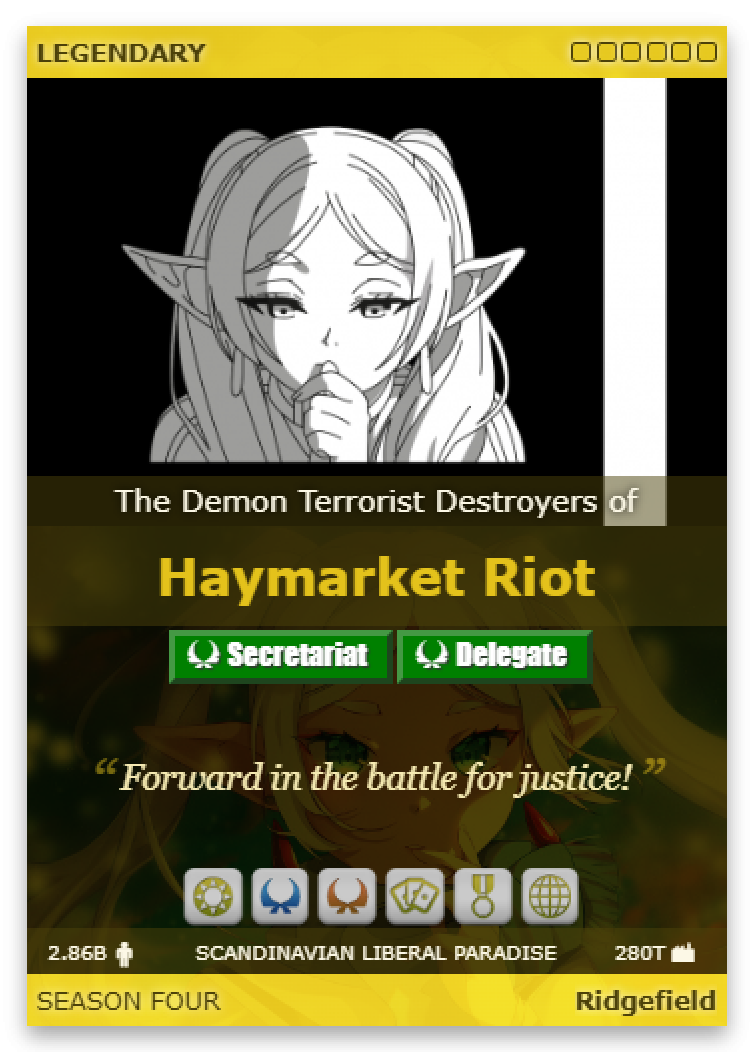 LEGENDARY
The Demon Terrorist Destroyers of
Haymarket Riot
Secretariat Delegate
“Forward in the battle for justice!”
2.86B SCANDINAVIAN LIBERAL PARADISE 280T
SEASON FOUR Ridgefield